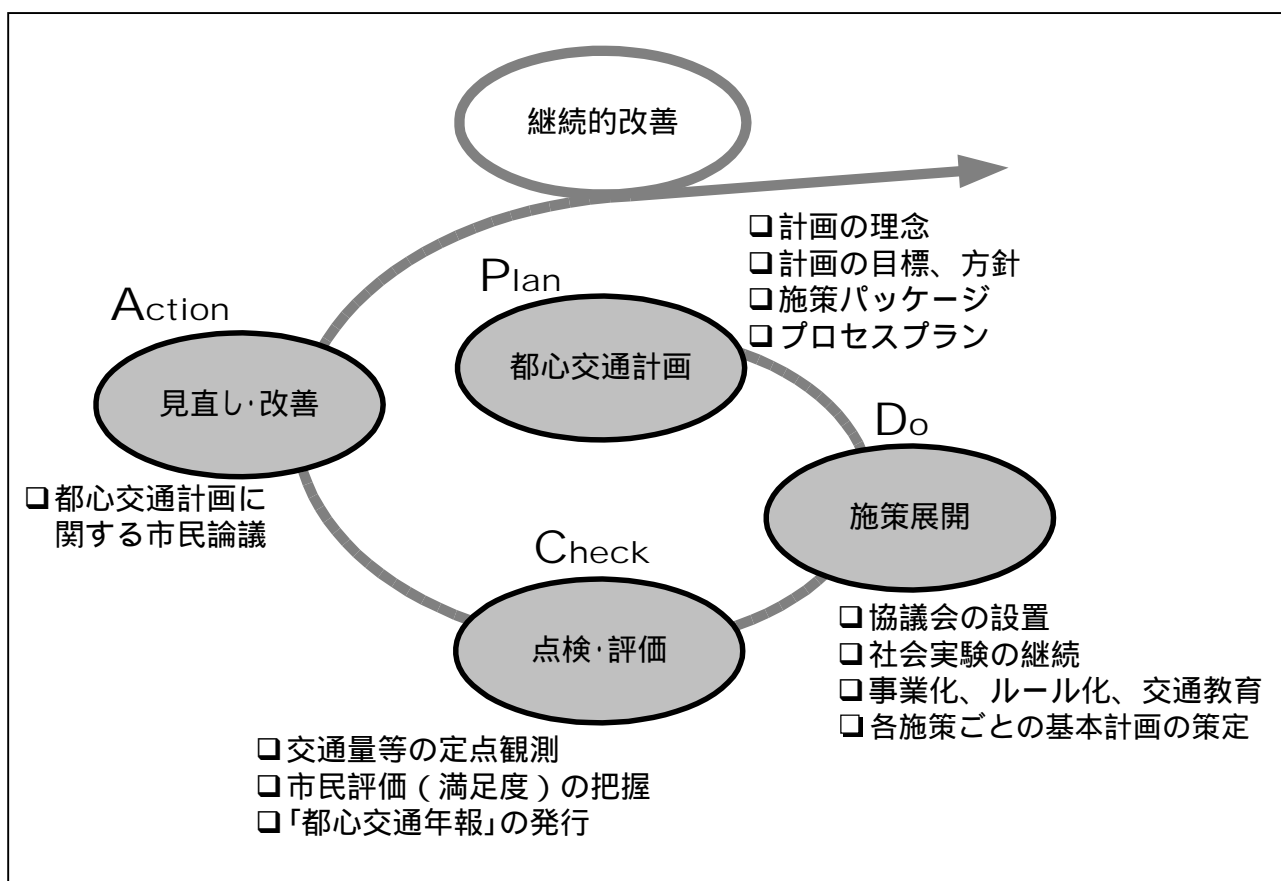 継続的改善
Plan
都心交通計画
❑計画の理念
❑計画の目標、方針
❑施策パッケージ
❑プロセスプラン
Do
施策展開
❑協議会の設置
❑社会実験の継続
❑事業化、ルール化、交通教育
❑各施策ごとの基本計画の策定
Check
点検・評価
❑交通量等の定点観測
❑市民評価(満足度)の把握
❑「都心交通年報」の発行
Action
見直し・改善
❑都心交通計画に
関する市民論議